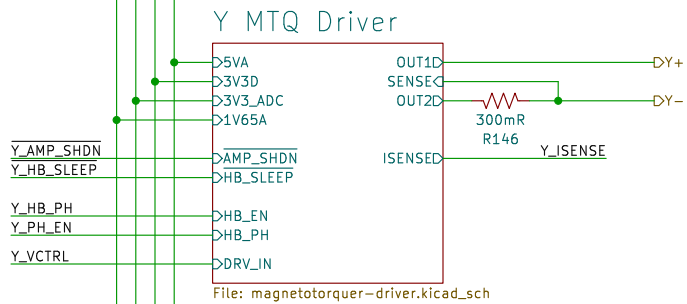 Y MTQ Driver
5VA
3V3D
3V3_ADC
1V65A
AMP_SHDN
HB_SLEEP
HB_EN
HB_PH
DRV_IN
OUT1
SENSE
OUT2
ISENSE
Y_AMP_SHDN
Y_HB_SLEEP
Y_HB_PH
Y_PH_EN
Y_VCTRL
300mR
R146
Y_ISENSE
Y+
Y-
File: magnetotorquer-driver.kicad_sch